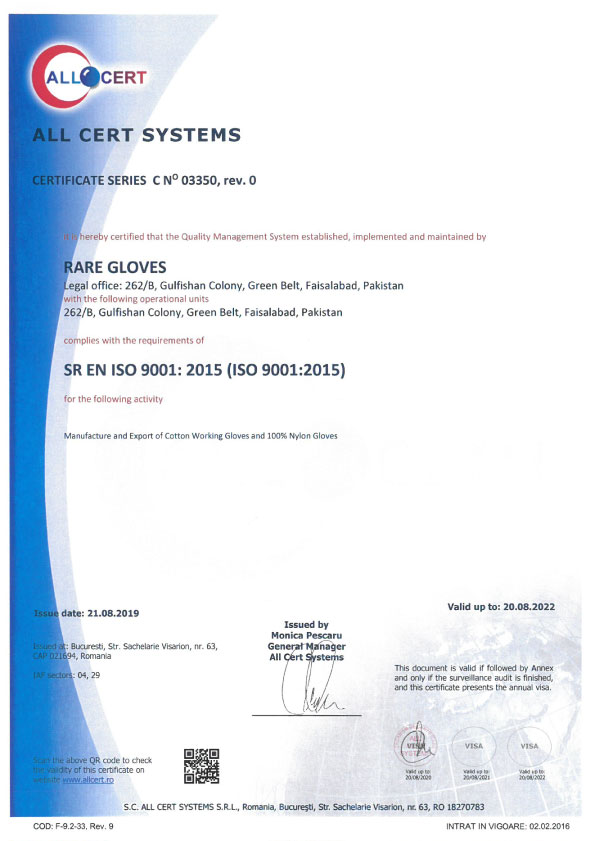 ALL CERT
ALL CERT SYSTEMS
CERTIFICATE SERIES C Nº 03350, rev. 0
It is hereby certified that the Quality Management System established, implemented and maintained by
RARE GLOVES
Legal office: 262/B, Gulfishan Colony, Green Belt, Faisalabad, Pakistan
with the following operational units
262/B, Gulfishan Colony, Green Belt, Faisalabad, Pakistan
complies with the requirements of
SR EN ISO 9001: 2015 (ISO 9001:2015)
for the following activity
Manufacture and Export of Cotton Working Gloves and 100% Nylon Gloves
Issue date: 21.08.2019
Valid up to: 20.08.2022
Issued at: Bucuresti, Str. Sachelarie Visarion, nr. 63,
CAP 021694, Romania
IAF sectors: 04, 29
Issued by
Monica Pescaru
General Manager
All Cert Systems
This document is valid if followed by Annex
and only if the surveillance audit is finished,
and this certificate presents the annual visa.
VISA
VISA
VISA
Valid up to:
20/08/2020
Valid up to:
20/08/2021
Valid up to:
20/08/2022
Scan the above QR code to check
the validity of this certificate on
website www.allcert.ro
S.C. ALL CERT SYSTEMS S.R.L., Romania, Bucureşti, Str. Sachelarie Visarion, nr. 63, RO 18270783
COD: F-9.2-33, Rev. 9
INTRAT IN VIGOARE: 02.02.2016